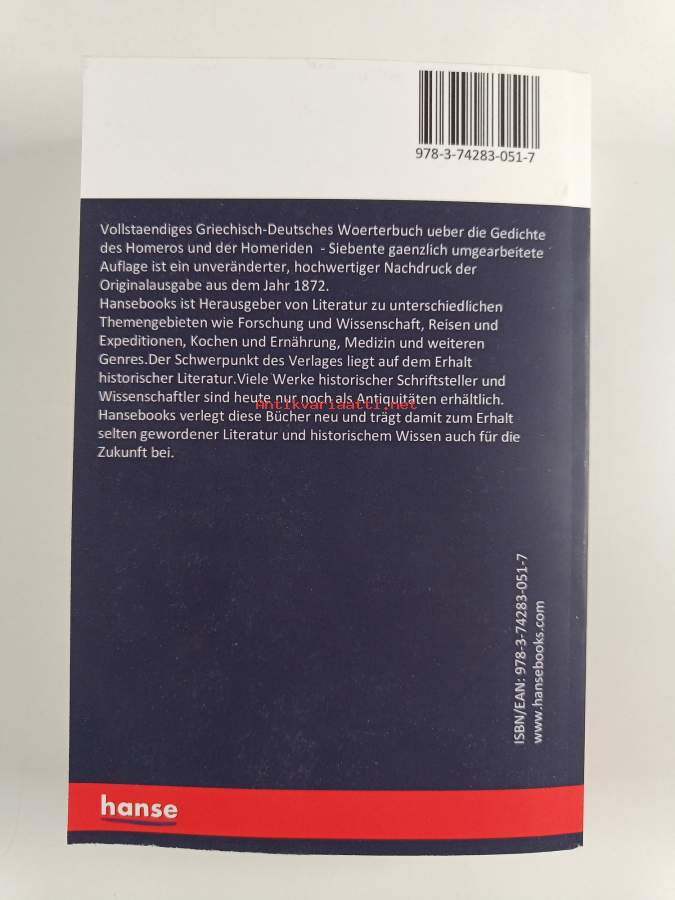 978-3-74283-051-7
Vollstaendiges Griechisch-Deutsches Woerterbuch ueber die Gedichte
des Homeros und der Homeriden - Siebente gaenzlich umgearbeitete
Auflage ist ein unveränderter, hochwertiger Nachdruck der
Originalausgabe aus dem Jahr 1872.
Hansebooks ist Herausgeber von Literatur zu unterschiedlichen
Themengebieten wie Forschung und Wissenschaft, Reisen und
Expeditionen, Kochen und Ernährung, Medizin und weiteren
Genres.Der Schwerpunkt des Verlages liegt auf dem Erhalt
historischer Literatur.Viele Werke historischer Schriftsteller und
Wissenschaftler sind heute nur noch als Antiquitäten erhältlich.
Antikvariaatti.net
Hansebooks verlegt diese Bücher neu und trägt damit zum Erhalt
selten gewordener Literatur und historischem Wissen auch für die
Zukunft bei.
ISBN/EAN: 978-3-74283-051-7
www.hansebooks.com
hanse